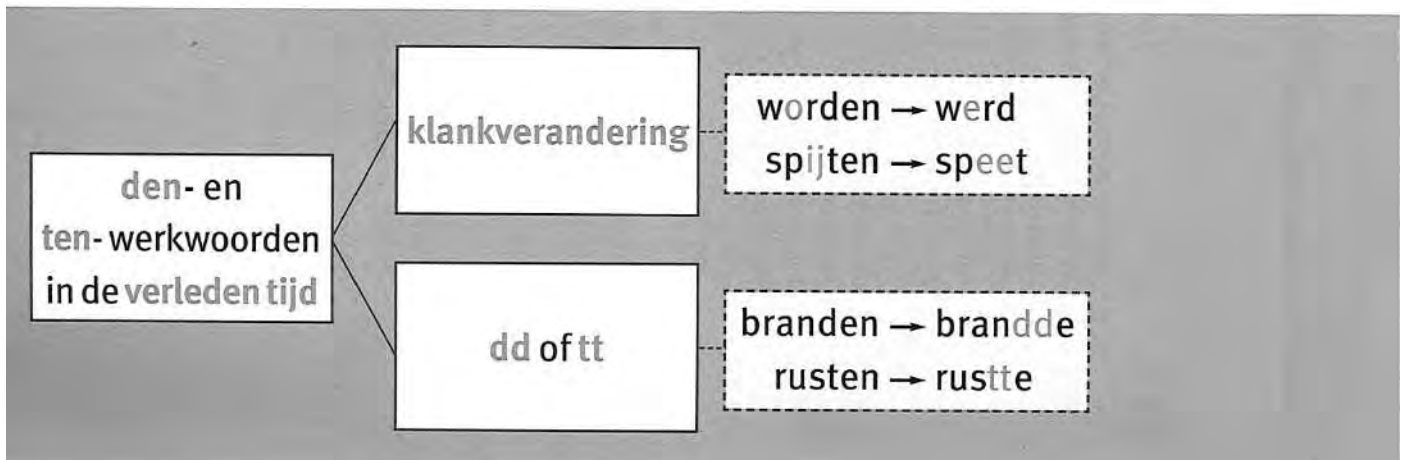 den- en
ten- werkwoorden
in de verleden tijd
klankverandering
worden → werd
spijten → speet
dd of tt
branden → brandde
rusten → rustte